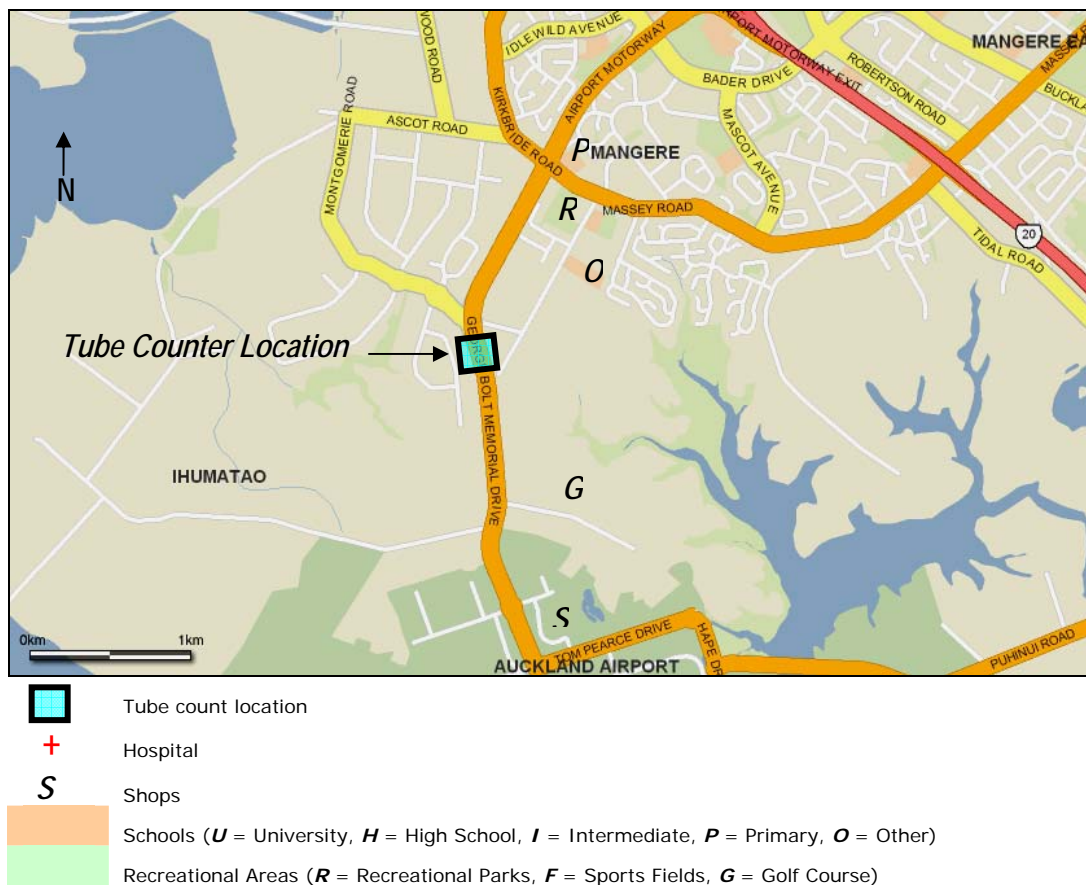 IDLEWILD AVENUE
WOOD ROAD
AIRPORT MOTORWAY
AIRPORT MOTORWAY EXIT
MANGERE EA
MASSEY R
BADER DRIVE
ROBERTSON ROAD
BUCKLA
KIRKBRIDE ROAD
MONTGOMERIE ROAD
ASCOT ROAD
MASCOT AVENUE
P
MANGERE
N
R
MASSEY ROAD
20
TIDAL ROAD
O
GEORGE BOLT MEMORIAL DRIVE
Tube Counter Location
IHUMATAO
G
S
0km
1km
TOM PEARCE DRIVE
HAPE DR
PUHINUI ROAD
AUCKLAND AIRPORT
Tube count location
Hospital
S Shops
Schools (U = University, H = High School, I = Intermediate, P = Primary, O = Other)
Recreational Areas (R = Recreational Parks, F = Sports Fields, G = Golf Course)